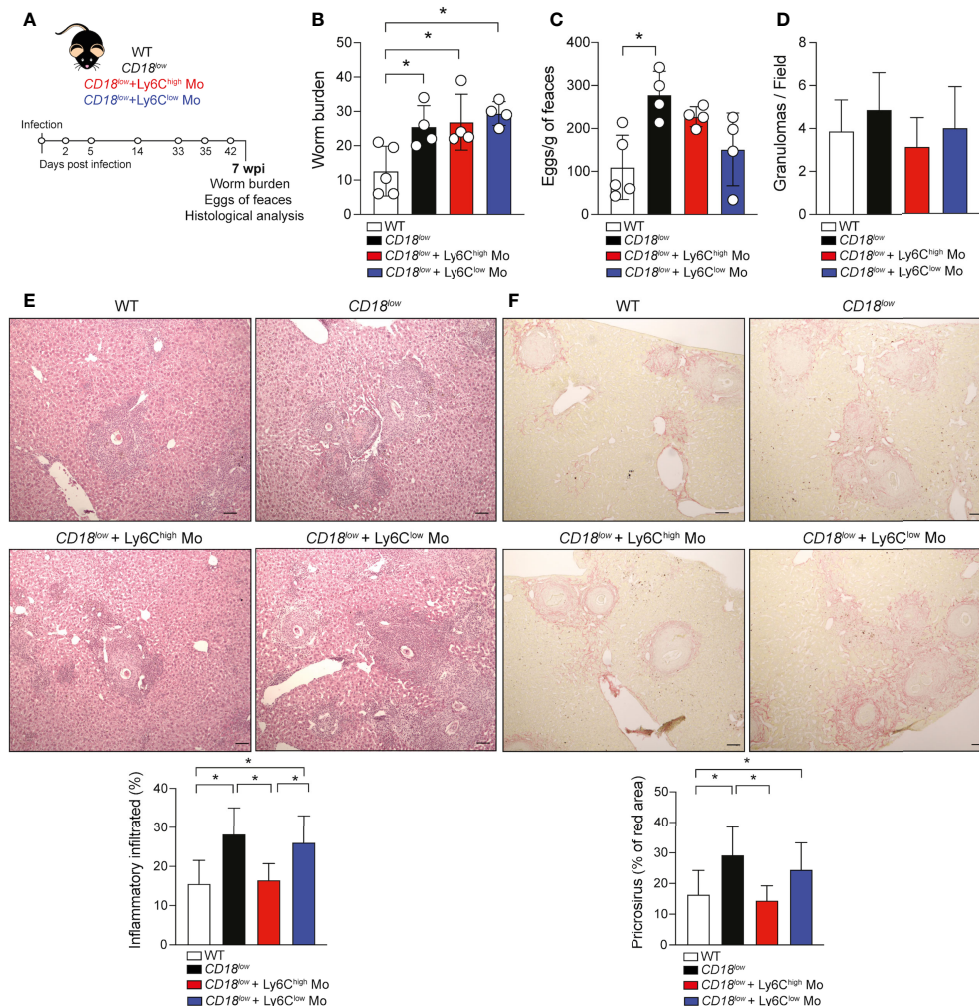 A
WT
CD18low
CD18low+Ly6Chigh Mo
CD18low+Ly6Clow Mo
Infection
2 5 14 33 35 42
Days post infection
7 wpi
Worm burden
Eggs of feaces
Histological analysis
B
*
*
*
Worm burden
50
40
30
20
10
0
WT
CD18low
CD18low + Ly6Chigh Mo
CD18low + Ly6Clow Mo
C
*
Eggs/g of feaces
400
300
200
100
0
WT
CD18low
CD18low + Ly6Chigh Mo
CD18low + Ly6Clow Mo
D
Granulomas / Field
8
6
4
2
0
WT
CD18low
CD18low + Ly6Chigh Mo
CD18low + Ly6Clow Mo
E
WT
CD18low
CD18low + Ly6Chigh Mo
CD18low + Ly6Clow Mo
*
* * *
Inflammatory infiltrated (%)
40
30
20
10
0
WT
CD18low
CD18low + Ly6Chigh Mo
CD18low + Ly6Clow Mo
F
WT
CD18low
CD18low + Ly6Chigh Mo
CD18low + Ly6Clow Mo
*
* *
Pricrosirus (% of red area)
50
40
30
20
10
0
WT
CD18low
CD18low + Ly6Chigh Mo
CD18low + Ly6Clow Mo